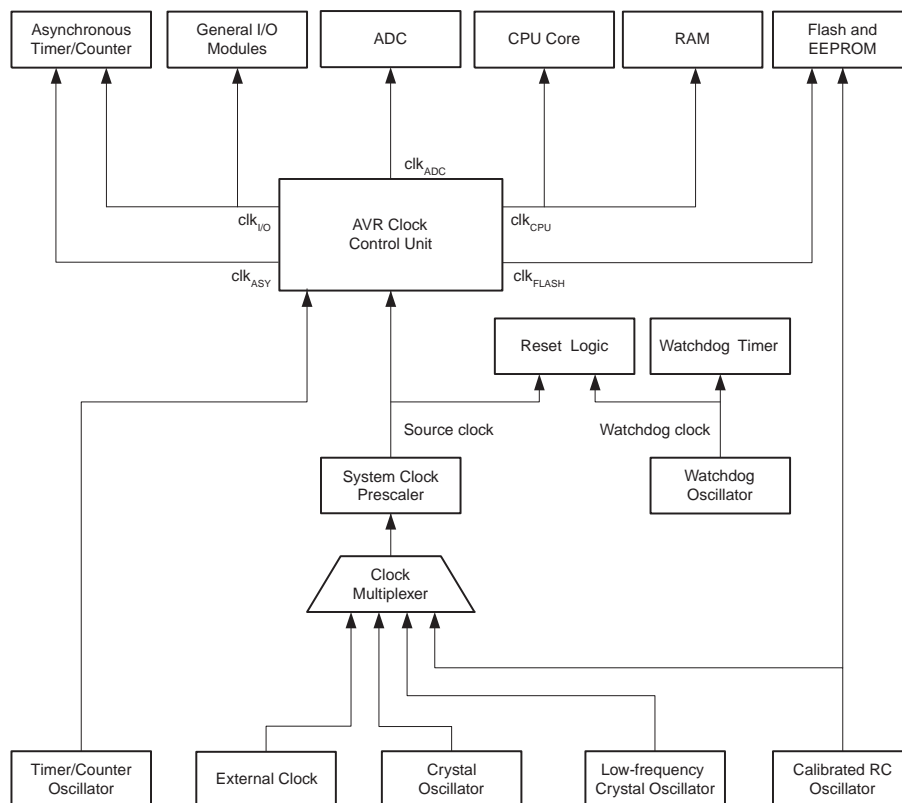 Asynchronous
Timer/Counter
General I/O
Modules
ADC
CPU Core
RAM
Flash and
EEPROM
clkADC
AVR Clock
Control Unit
clkI/O
clkCPU
clkASY
clkFLASH
Reset Logic
Watchdog Timer
Source clock
Watchdog clock
System Clock
Prescaler
Watchdog
Oscillator
Clock
Multiplexer
Timer/Counter
Oscillator
External Clock
Crystal
Oscillator
Low-frequency
Crystal Oscillator
Calibrated RC
Oscillator